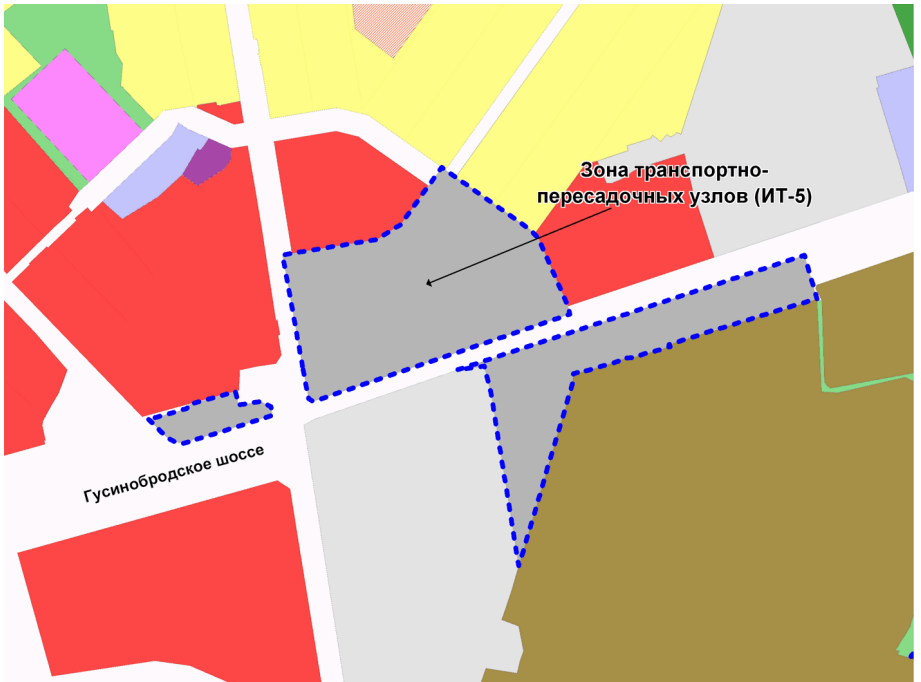 Зона транспортно-
пересадочных узлов (ИТ-5)
Гусинобродское шоссе